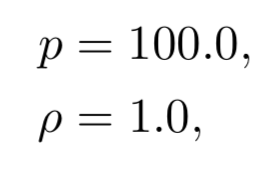 p = 100.0,
ρ = 1.0,